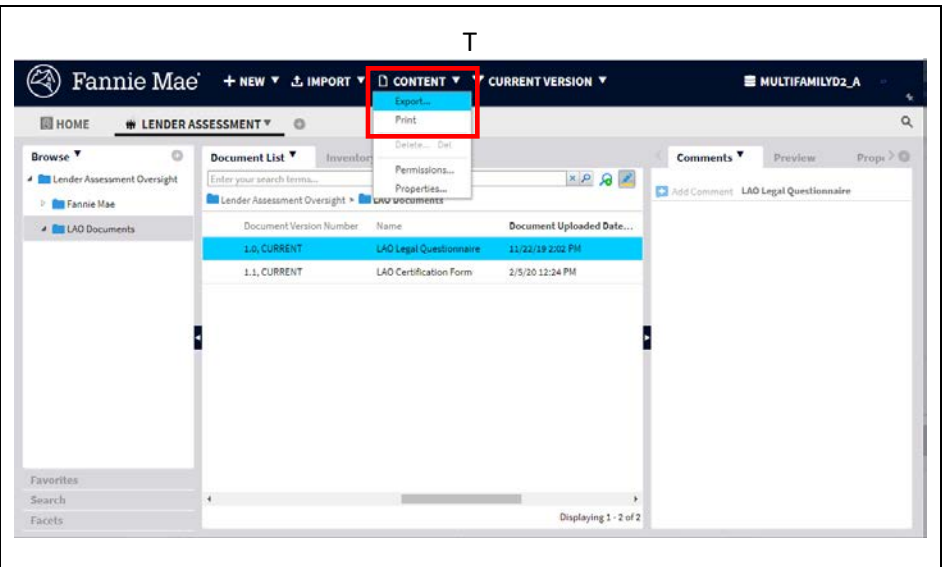 T
Fannie Mae + NEW ▼ IMPORT ▼ CONTENT ▼ CURRENT VERSION ▼ MULTIFAMILYD2_A
Export...
Print
Delete... Del
Permissions...
Properties...
HOME LENDER ASSESSMENT ▼
Browse ▼
Lender Assessment Oversight
Fannie Mae
LAO Documents
Favorites
Search
Facets
Document List ▼ Inventor
Enter your search terms...
Lender Assessment Oversight > LAO Documents
Document Version Number Name Document Uploaded Date...
1.0, CURRENT LAO Legal Questionnaire 11/22/19 2:02 PM
1.1, CURRENT LAO Certification Form 2/5/20 12:24 PM
Displaying 1 - 2 of 2
Comments ▼ Preview Prop
Add Comment LAO Legal Questionnaire